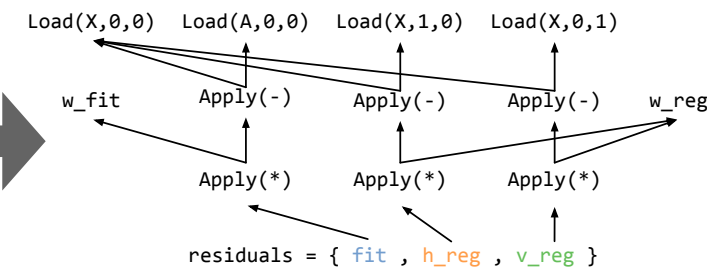 Load(X,0,0) Load(A,0,0) Load(X,1,0) Load(X,0,1)
w_fit Apply(-) Apply(-) Apply(-) w_reg
Apply(*) Apply(*) Apply(*)
residuals = { fit , h_reg , v_reg }